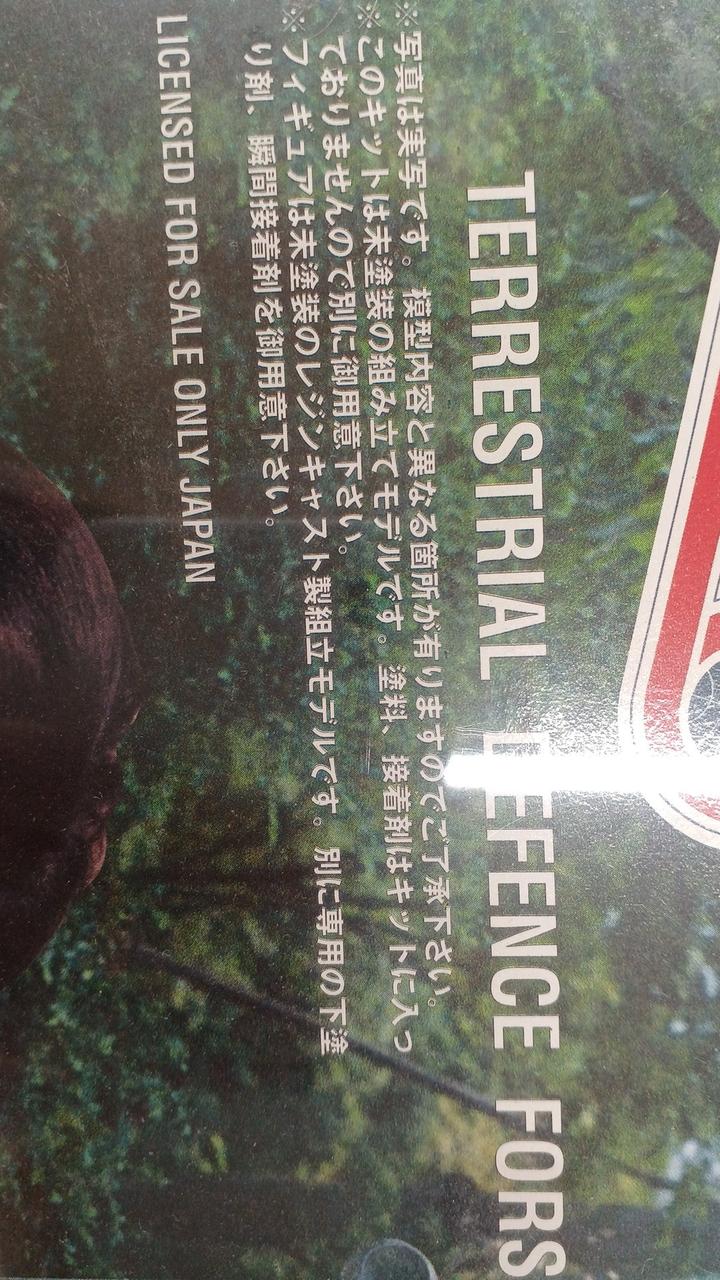 TERRESTRIAL DEFENCE FORS
※写真は実写です。模型内容と異なる箇所が有りますのでご了承下さい。
※このキットは未塗装の組み立てモデルです。塗料、接着剤はキットに入っ
ておりませんので別に御用意下さい。
※フィギュアは未塗装のレジンキャスト製組立モデルです。別に専用の下塗
り剤、瞬間接着剤を御用意下さい。
LICENSED FOR SALE ONLY JAPAN